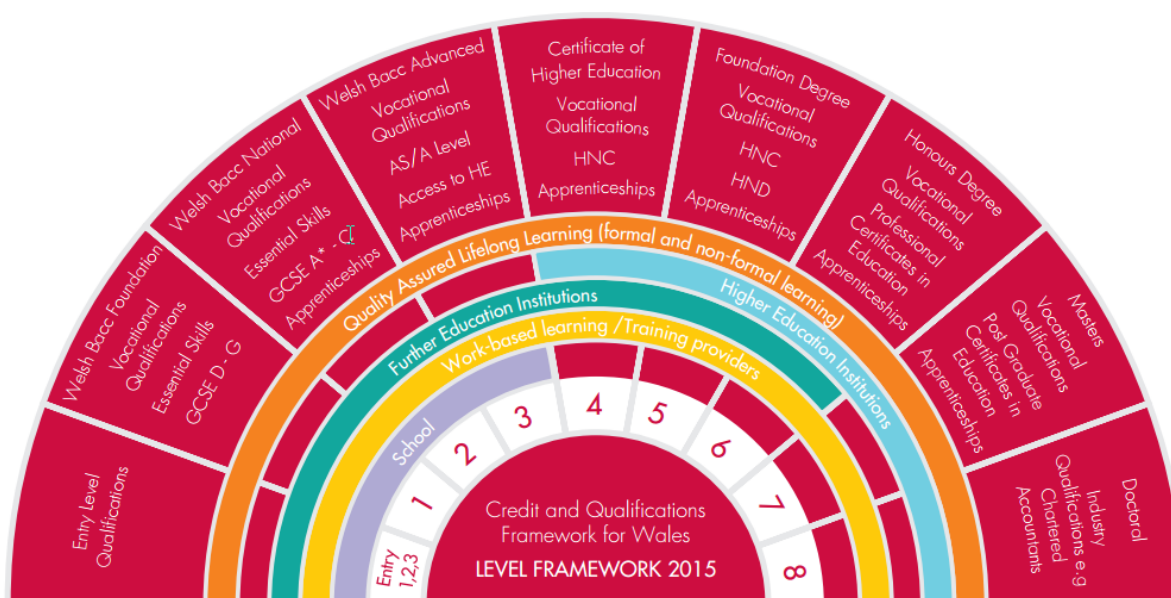 Entry Level
Qualifications
Welsh Bacc Foundation
Vocational
Qualifications
Essential Skills
GCSE D - G
Welsh Bacc National
Vocational
Qualifications
Essential Skills
GCSE A* - C
Apprenticeships
Welsh Bacc Advanced
Vocational
Qualifications
AS/A Level
Access to HE
Apprenticeships
Certificate of
Higher Education
Vocational
Qualifications
HNC
Apprenticeships
Foundation Degree
Vocational
Qualifications
HNC
HND
Apprenticeships
Honours Degree
Vocational
Qualifications
Professional
Certificates in
Education
Apprenticeships
Masters
Vocational
Qualifications
Post Graduate
Certificates in
Education
Apprenticeships
Doctoral
Industry
Qualifications e.g
Chartered
Accountants
Quality Assured Lifelong Learning (formal and non-formal learning)
Higher Education Institutions
Further Education Institutions
Work-based learning /Training providers
School
Entry
1,2,3
1
2
3
4
5
6
7
8
Credit and Qualifications
Framework for Wales
LEVEL FRAMEWORK 2015